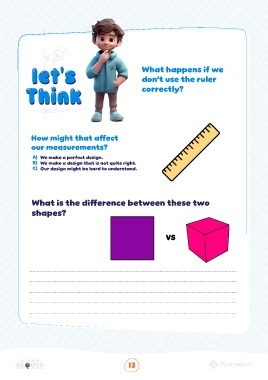 let's
Think
What happens if we
don't use the ruler
correctly?
How might that affect
our measurements?
A) We make a perfect design.
B) We make a design that is not quite right.
C) Our design might be hard to understand.
What is the difference between these two
shapes?
vs
13